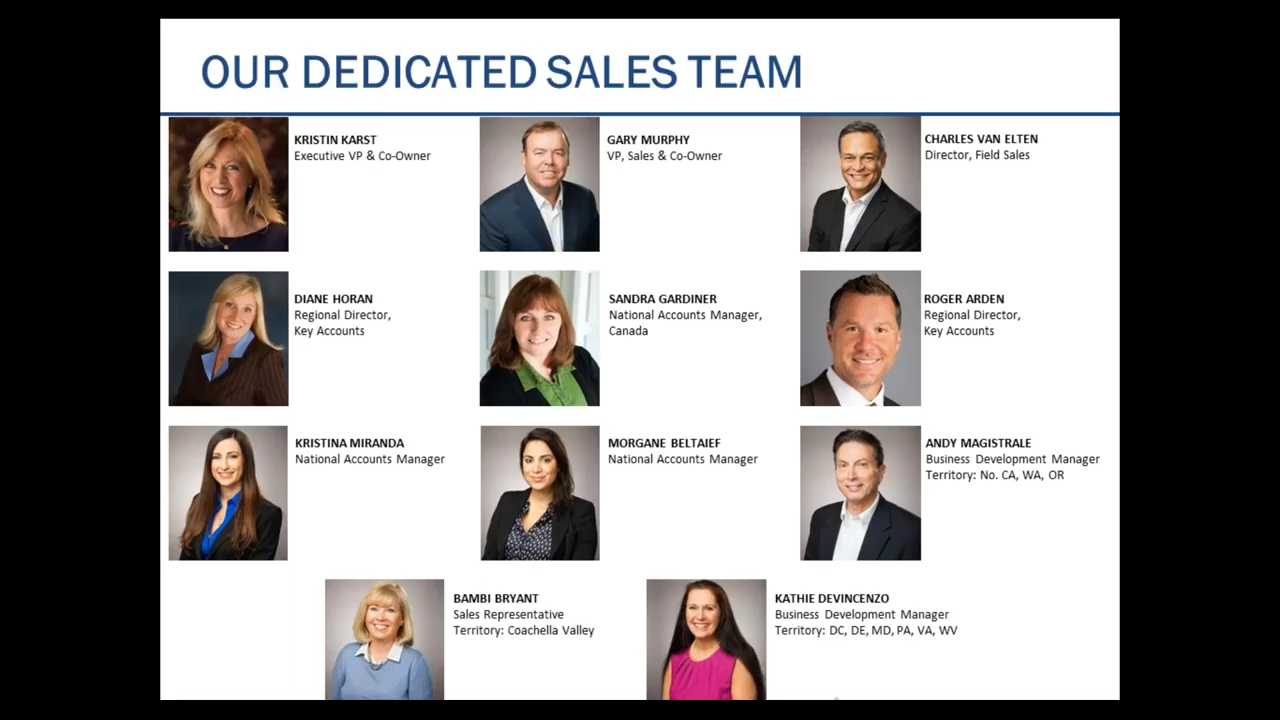 OUR DEDICATED SALES TEAM
KRISTIN KARST
Executive VP & Co-Owner
GARY MURPHY
VP, Sales & Co-Owner
CHARLES VAN ELTEN
Director, Field Sales
DIANE HORAN
Regional Director,
Key Accounts
SANDRA GARDINER
National Accounts Manager,
Canada
ROGER ARDEN
Regional Director,
Key Accounts
KRISTINA MIRANDA
National Accounts Manager
MORGANE BELTAIEF
National Accounts Manager
ANDY MAGISTRALE
Business Development Manager
Territory: No. CA, WA, OR
BAMBI BRYANT
Sales Representative
Territory: Coachella Valley
KATHIE DEVINCENZO
Business Development Manager
Territory: DC, DE, MD, PA, VA, WV